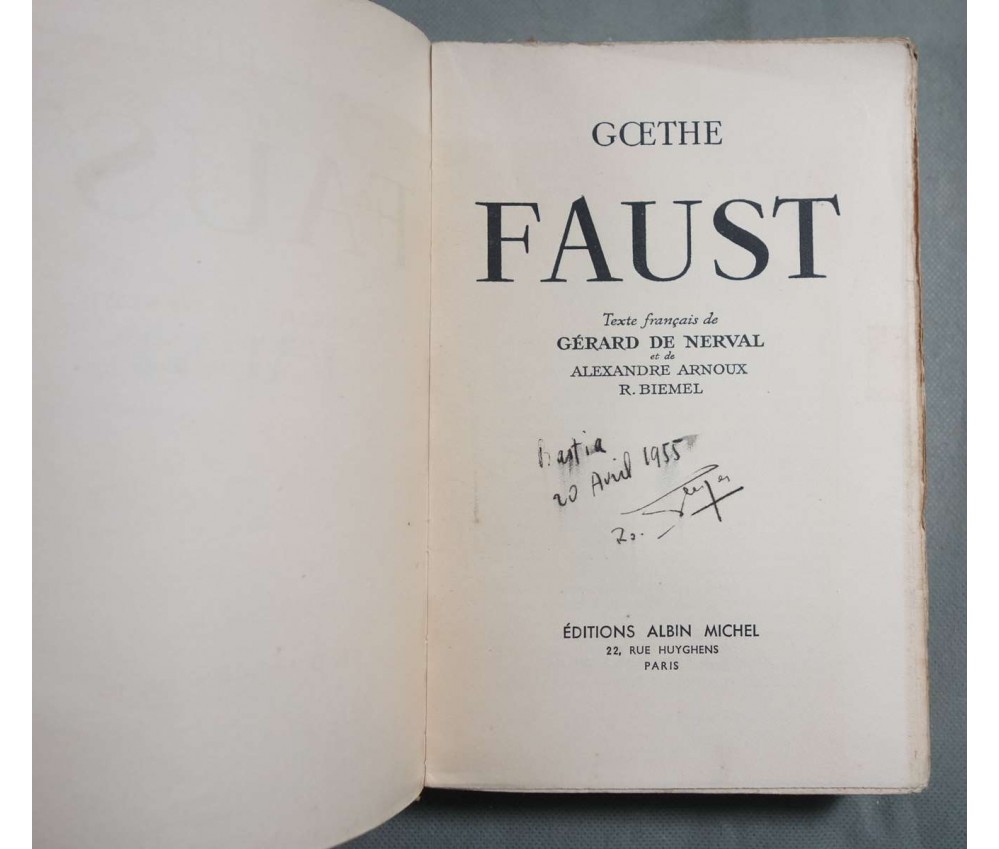 GŒTHE
FAUST
Texte français de
GÉRARD DE NERVAL
et de
ALEXANDRE ARNOUX
R. BIEMEL
Bastia
20 Avril 1955
ÉDITIONS ALBIN MICHEL
22, RUE HUYGHENS
PARIS